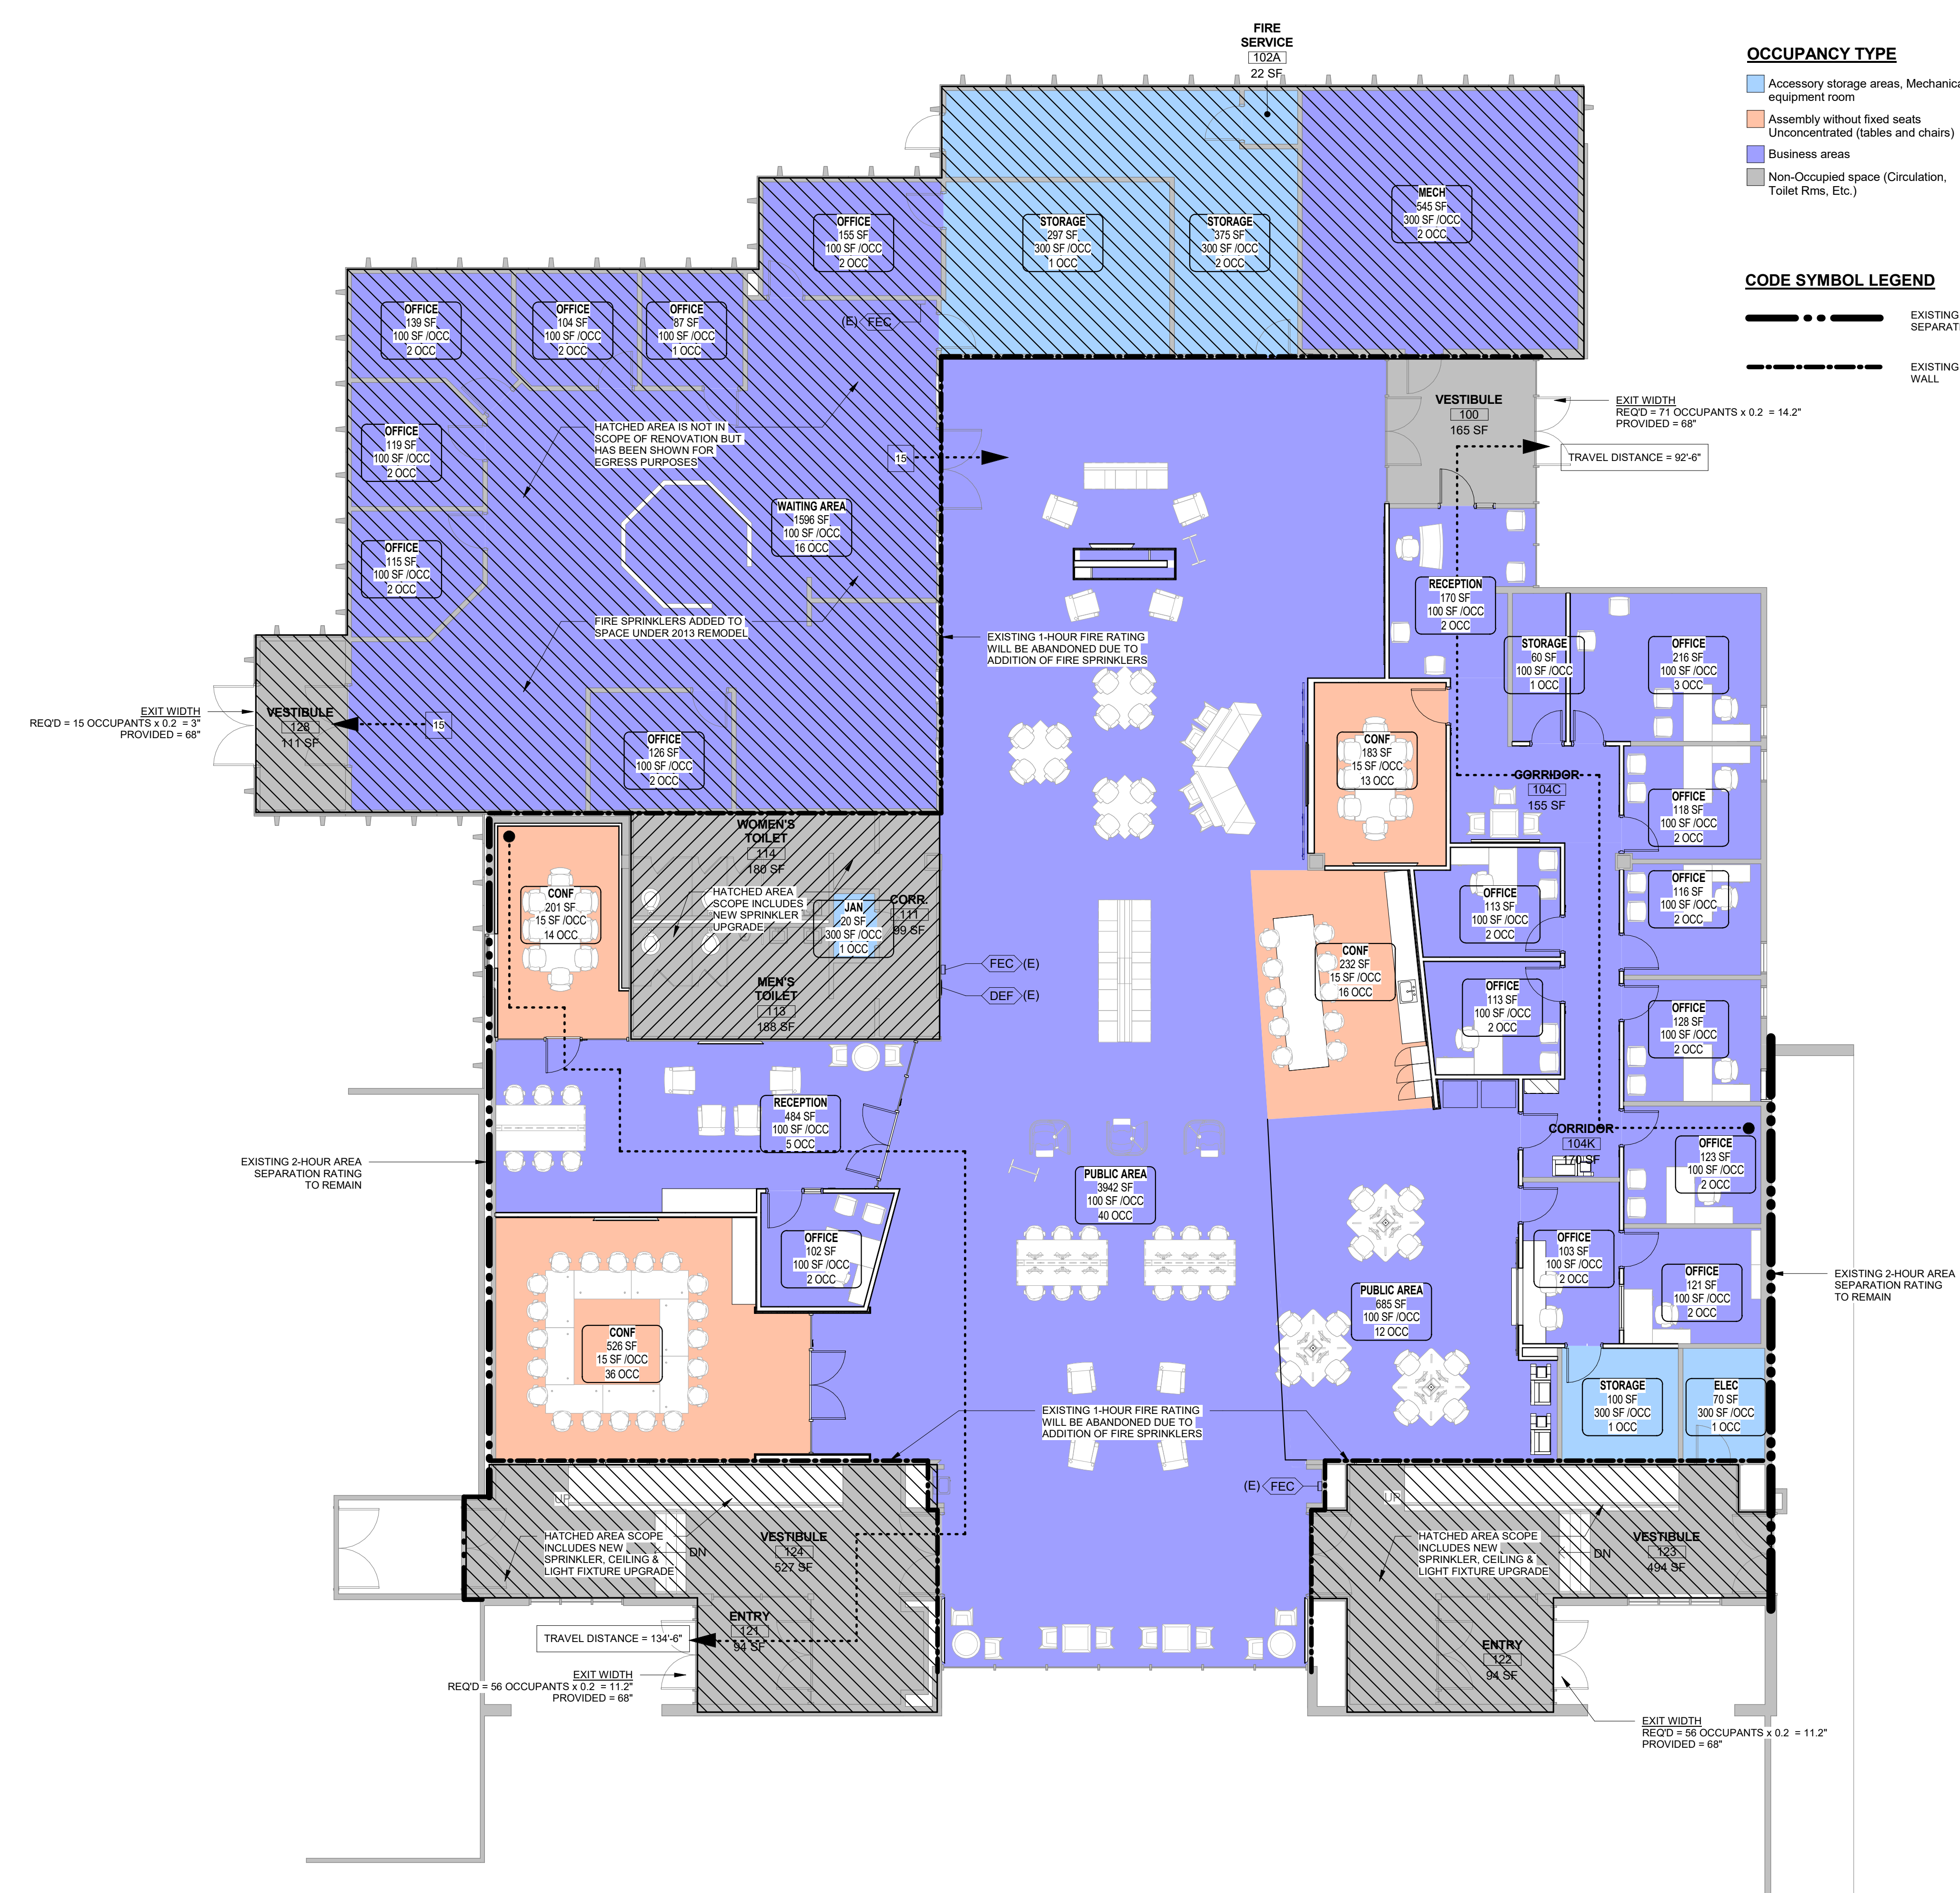 FIRE
SERVICE
102A
22 SF
OCCUPANCY TYPE
Accessory storage areas, Mechanica
equipment room
Assembly without fixed seats
Unconcentrated (tables and chairs)
Business areas
Non-Occupied space (Circulation,
Toilet Rms, Etc.)
CODE SYMBOL LEGEND
EXISTING
SEPARATI
EXISTING
WALL
OFFICE
155 SF
100 SF /OCC
2 OCC
STORAGE
297 SF
300 SF /OCC
1 OCC
STORAGE
375 SF
300 SF /OCC
2 OCC
MECH
545 SF
300 SF /OCC
2 OCC
OFFICE
139 SF
100 SF /OCC
2 OCC
OFFICE
104 SF
100 SF /OCC
2 OCC
OFFICE
87 SF
100 SF /OCC
1 OCC
(E) FEC
OFFICE
119 SF
100 SF /OCC
2 OCC
HATCHED AREA IS NOT IN
SCOPE OF RENOVATION BUT
HAS BEEN SHOWN FOR
EGRESS PURPOSES
15
VESTIBULE
100
165 SF
EXIT WIDTH
REQ'D = 71 OCCUPANTS x 0.2 = 14.2"
PROVIDED = 68"
TRAVEL DISTANCE = 92'-6"
WAITING AREA
1596 SF
100 SF /OCC
16 OCC
OFFICE
115 SF
100 SF /OCC
2 OCC
FIRE SPRINKLERS ADDED TO
SPACE UNDER 2013 REMODEL
EXISTING 1-HOUR FIRE RATING
WILL BE ABANDONED DUE TO
ADDITION OF FIRE SPRINKLERS
RECEPTION
170 SF
100 SF /OCC
2 OCC
STORAGE
60 SF
100 SF /OCC
1 OCC
OFFICE
216 SF
100 SF /OCC
3 OCC
EXIT WIDTH
REQ'D = 15 OCCUPANTS x 0.2 = 3"
PROVIDED = 68"
VESTIBULE
128
111 SF
15
OFFICE
126 SF
100 SF /OCC
2 OCC
CONF
183 SF
15 SF /OCC
13 OCC
CORRIDOR
104C
155 SF
OFFICE
118 SF
100 SF /OCC
2 OCC
WOMEN'S
TOILET
114
180 SF
CONF
201 SF
15 SF /OCC
14 OCC
HATCHED AREA
SCOPE INCLUDES
NEW SPRINKLER
UPGRADE
JAN
20 SF
300 SF /OCC
1 OCC
CORR.
111
99 SF
OFFICE
113 SF
100 SF /OCC
2 OCC
OFFICE
116 SF
100 SF /OCC
2 OCC
FEC (E)
DEF (E)
MEN'S
TOILET
113
188 SF
CONF
232 SF
15 SF /OCC
16 OCC
OFFICE
113 SF
100 SF /OCC
2 OCC
OFFICE
128 SF
100 SF /OCC
2 OCC
RECEPTION
484 SF
100 SF /OCC
5 OCC
CORRIDOR
104K
170 SF
OFFICE
123 SF
100 SF /OCC
2 OCC
EXISTING 2-HOUR AREA
SEPARATION RATING
TO REMAIN
PUBLIC AREA
3942 SF
100 SF /OCC
40 OCC
OFFICE
102 SF
100 SF /OCC
2 OCC
OFFICE
103 SF
100 SF /OCC
2 OCC
OFFICE
121 SF
100 SF /OCC
2 OCC
EXISTING 2-HOUR AREA
SEPARATION RATING
TO REMAIN
PUBLIC AREA
685 SF
100 SF /OCC
12 OCC
CONF
526 SF
15 SF /OCC
36 OCC
STORAGE
100 SF
300 SF /OCC
1 OCC
ELEC
70 SF
300 SF /OCC
1 OCC
EXISTING 1-HOUR FIRE RATING
WILL BE ABANDONED DUE TO
ADDITION OF FIRE SPRINKLERS
(E) FEC
UP
UP
HATCHED AREA SCOPE
INCLUDES NEW
SPRINKLER, CEILING &
LIGHT FIXTURE UPGRADE
DN
VESTIBULE
124
527 SF
HATCHED AREA SCOPE
INCLUDES NEW
SPRINKLER, CEILING &
LIGHT FIXTURE UPGRADE
DN
VESTIBULE
123
494 SF
ENTRY
121
94 SF
TRAVEL DISTANCE = 134'-6"
EXIT WIDTH
REQ'D = 56 OCCUPANTS x 0.2 = 11.2"
PROVIDED = 68"
ENTRY
122
94 SF
EXIT WIDTH
REQ'D = 56 OCCUPANTS x 0.2 = 11.2"
PROVIDED = 68"